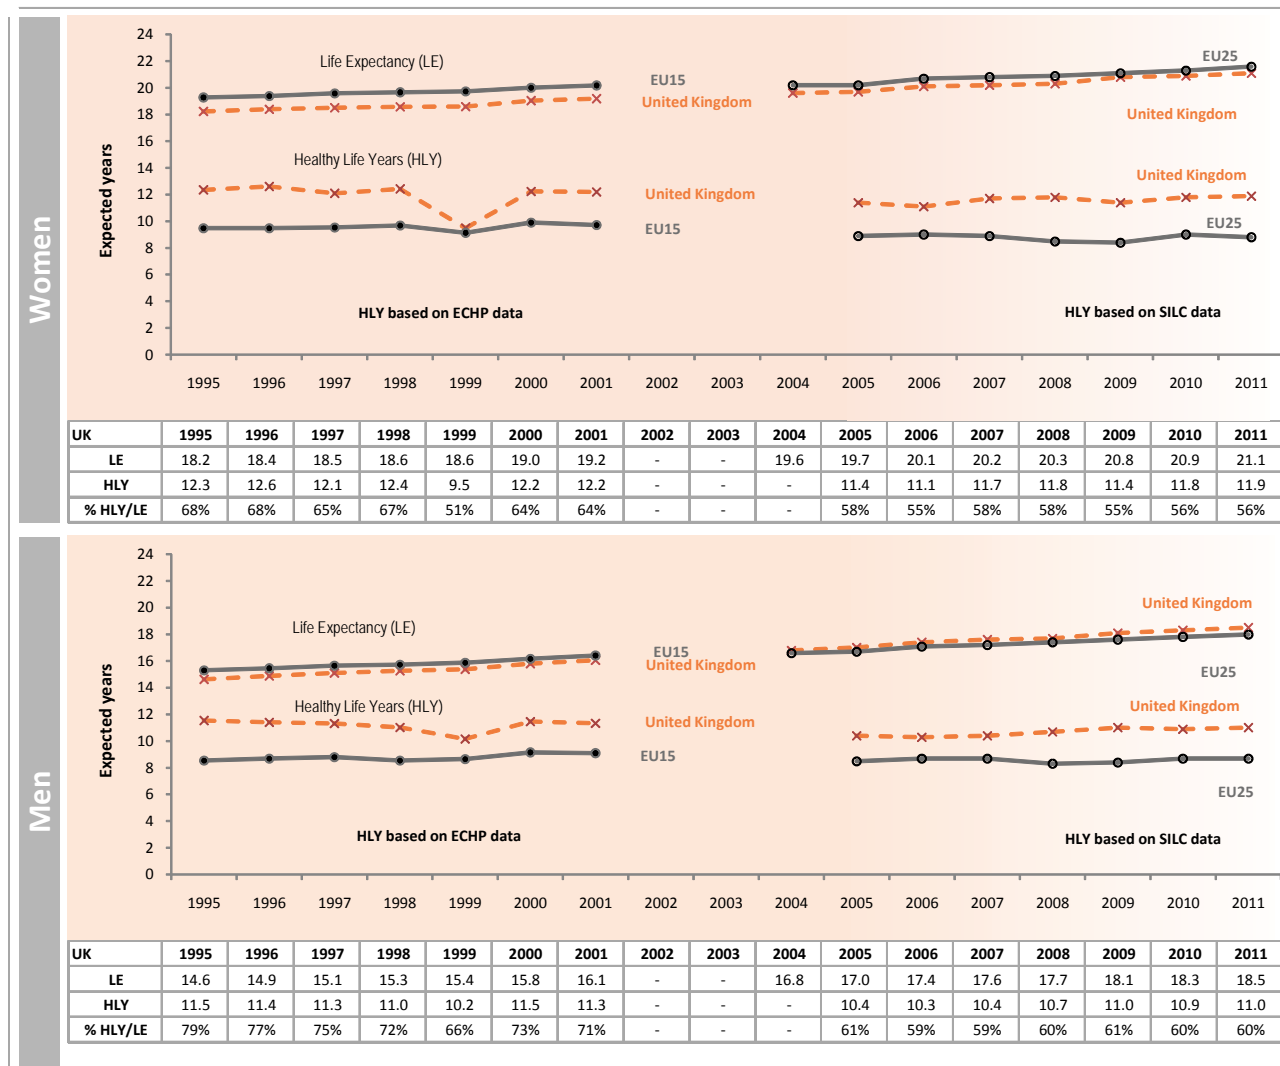 Women
Expected years
24
22
20
18
16
14
12
10
8
6
4
2
0
Life Expectancy (LE)
EU15
United Kingdom
EU25
United Kingdom
Healthy Life Years (HLY)
United Kingdom
EU15
United Kingdom
EU25
HLY based on ECHP data
HLY based on SILC data
1995 1996 1997 1998 1999 2000 2001 2002 2003 2004 2005 2006 2007 2008 2009 2010 2011
UK 1995 1996 1997 1998 1999 2000 2001 2002 2003 2004 2005 2006 2007 2008 2009 2010 2011
LE 18.2 18.4 18.5 18.6 18.6 19.0 19.2 - - 19.6 19.7 20.1 20.2 20.3 20.8 20.9 21.1
HLY 12.3 12.6 12.1 12.4 9.5 12.2 12.2 - - - 11.4 11.1 11.7 11.8 11.4 11.8 11.9
% HLY/LE 68% 68% 65% 67% 51% 64% 64% - - - 58% 55% 58% 58% 55% 56% 56%
Men
Expected years
24
22
20
18
16
14
12
10
8
6
4
2
0
Life Expectancy (LE)
EU15
United Kingdom
United Kingdom
EU25
Healthy Life Years (HLY)
United Kingdom
EU15
United Kingdom
EU25
HLY based on ECHP data
HLY based on SILC data
1995 1996 1997 1998 1999 2000 2001 2002 2003 2004 2005 2006 2007 2008 2009 2010 2011
UK 1995 1996 1997 1998 1999 2000 2001 2002 2003 2004 2005 2006 2007 2008 2009 2010 2011
LE 14.6 14.9 15.1 15.3 15.4 15.8 16.1 - - 16.8 17.0 17.4 17.6 17.7 18.1 18.3 18.5
HLY 11.5 11.4 11.3 11.0 10.2 11.5 11.3 - - - 10.4 10.3 10.4 10.7 11.0 10.9 11.0
% HLY/LE 79% 77% 75% 72% 66% 73% 71% - - - 61% 59% 59% 60% 61% 60% 60%